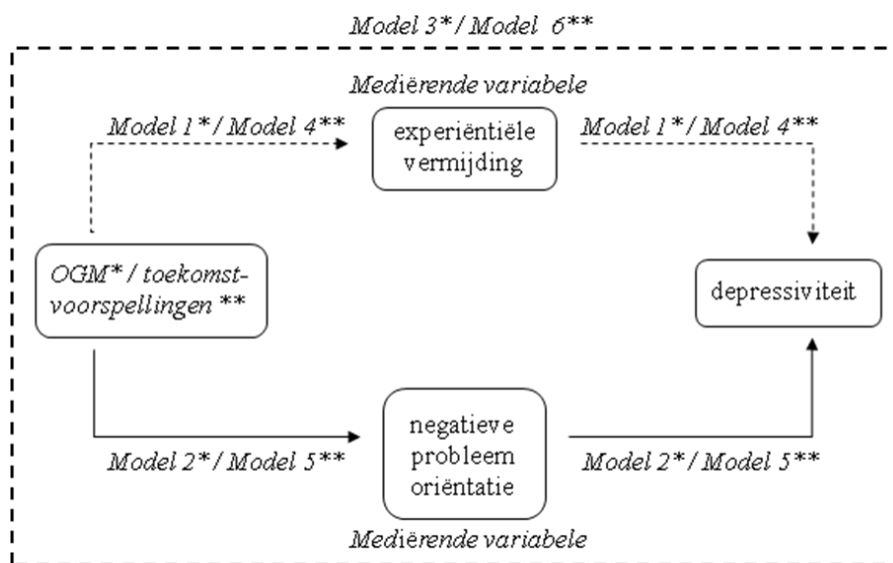 Model 3* / Model 6**
Mediërende variabele
Model 1* / Model 4**
experiëntiële
vermijding
Model 1* / Model 4**
OGM* / toekomst-
voorspellingen **
depressiviteit
negatieve
probleem
oriëntatie
Model 2* / Model 5**
Model 2* / Model 5**
Mediërende variabele